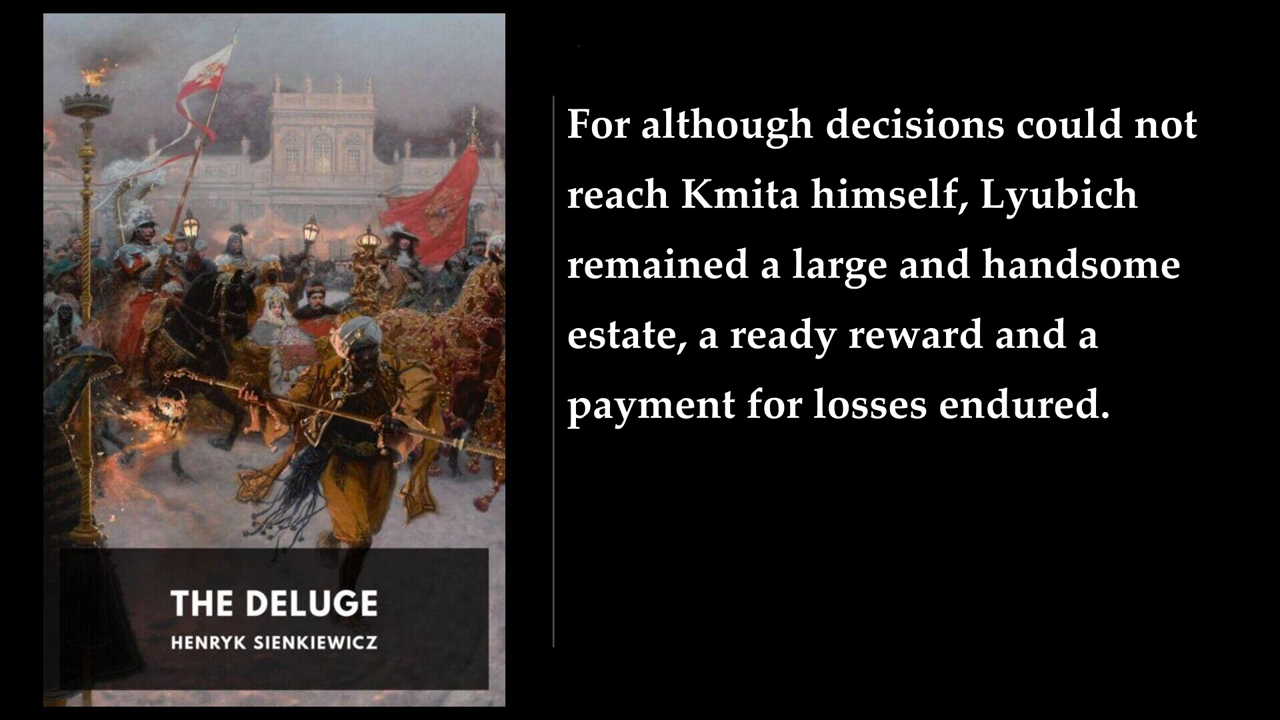 THE DELUGE
HENRYK SIENKIEWICZ
For although decisions could not
reach Kmita himself, Lyubich
remained a large and handsome
estate, a ready reward and a
payment for losses endured.